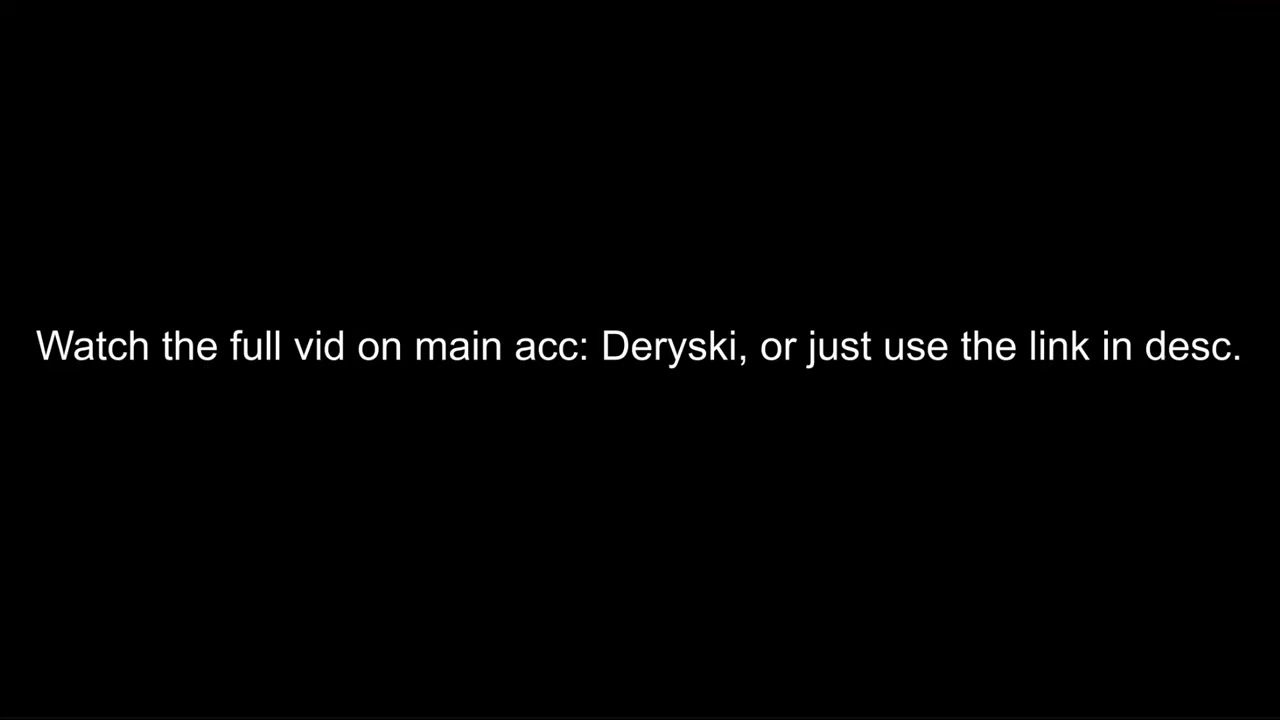 Watch the full vid on main acc: Deryski, or just use the link in desc.